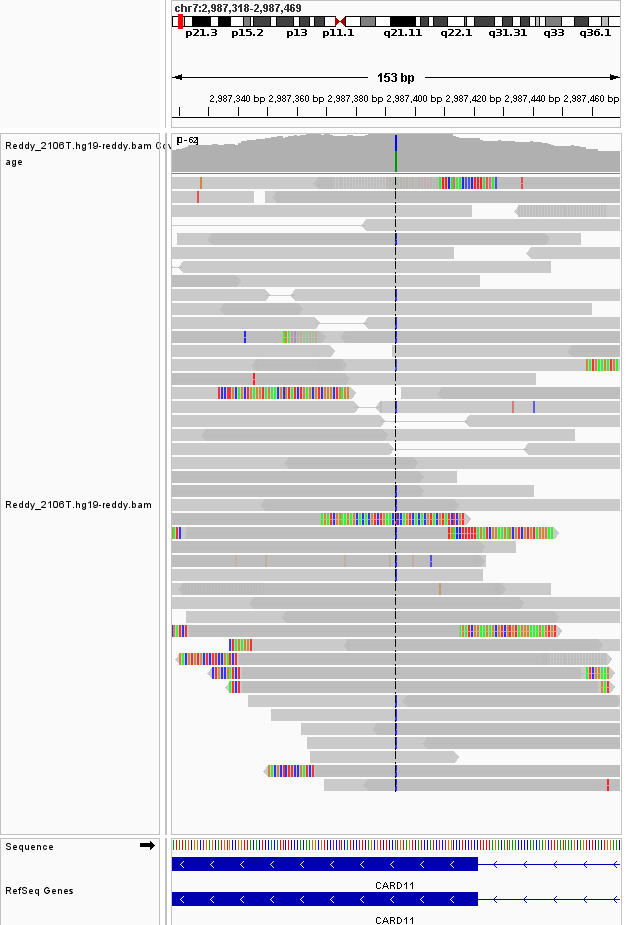 chr7:2,987,318-2,987,469
p21.3 p15.2 p13 p11.1 q21.11 q22.1 q31.31 q33 q36.1
153 bp
2,987,340 bp 2,987,360 bp 2,987,380 bp 2,987,400 bp 2,987,420 bp 2,987,440 bp 2,987,460 bp
Reddy_2106T.hg19-reddy.bam Cov
age
[0-62]
Reddy_2106T.hg19-reddy.bam
Sequence
CARD11
RefSeq Genes
CARD11